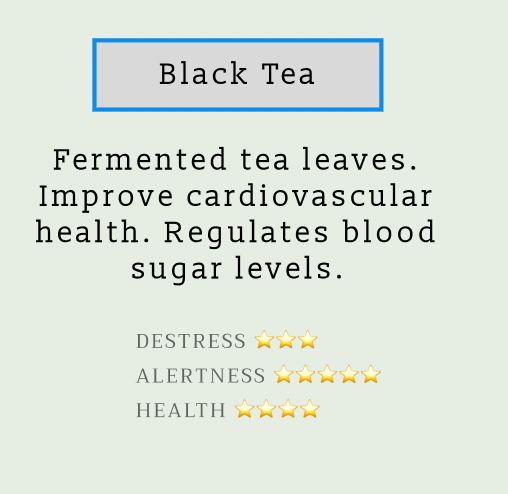 Black Tea
Fermented tea leaves.
Improve cardiovascular
health. Regulates blood
sugar levels.
DESTRESS ⭐⭐⭐
ALERTNESS ⭐⭐⭐⭐⭐
HEALTH ⭐⭐⭐⭐